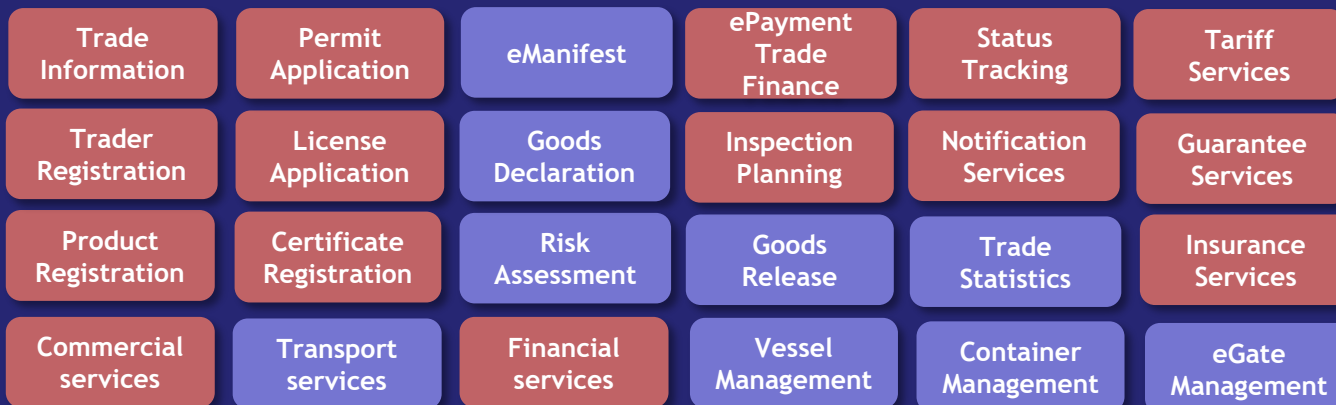 Trade
Information
Permit
Application
eManifest
ePayment
Trade
Finance
Status
Tracking
Tariff
Services
Trader
Registration
License
Application
Goods
Declaration
Inspection
Planning
Notification
Services
Guarantee
Services
Product
Registration
Certificate
Registration
Risk
Assessment
Goods
Release
Trade
Statistics
Insurance
Services
Commercial
services
Transport
services
Financial
services
Vessel
Management
Container
Management
eGate
Management